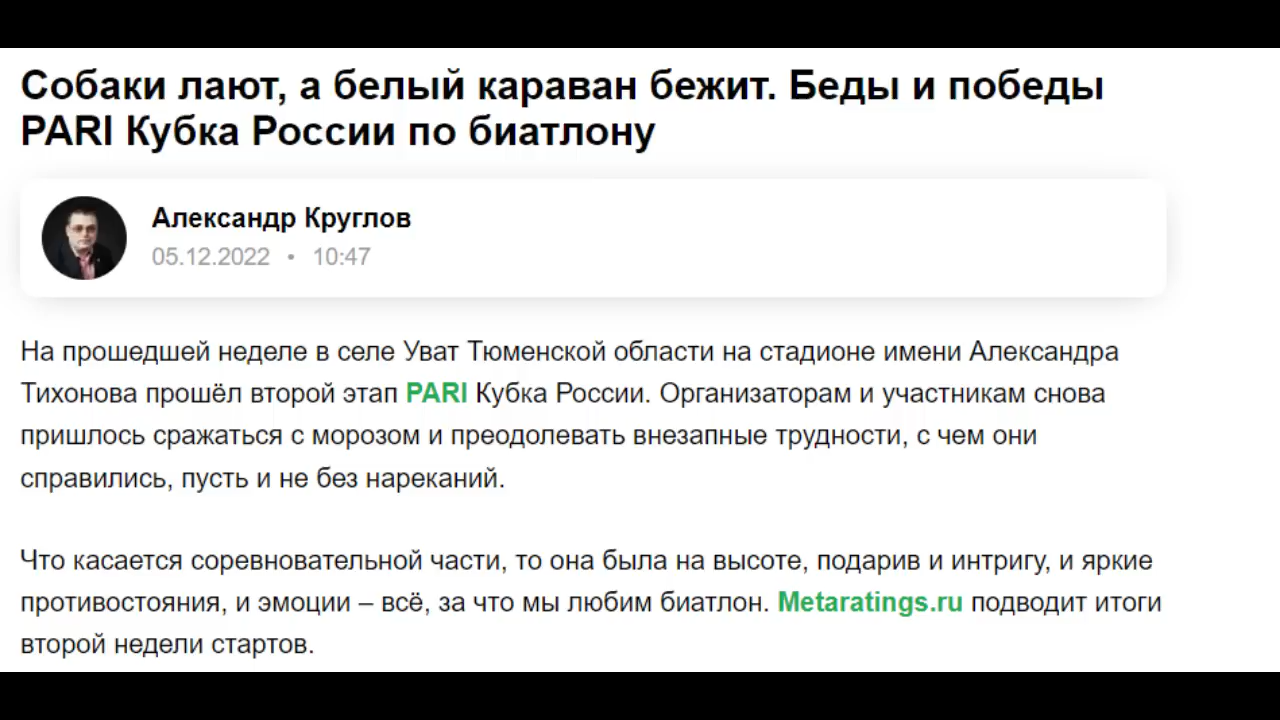 Собаки лают, а белый караван бежит. Беды и победы
PARI Кубка России по биатлону
Александр Круглов
05.12.2022 • 10:47
На прошедшей неделе в селе Уват Тюменской области на стадионе имени Александра
Тихонова прошёл второй этап PARI Кубка России. Организаторам и участникам снова
пришлось сражаться с морозом и преодолевать внезапные трудности, с чем они
справились, пусть и не без нареканий.
Что касается соревновательной части, то она была на высоте, подарив и интригу, и яркие
противостояния, и эмоции – всё, за что мы любим биатлон. Metaratings.ru подводит итоги
второй недели стартов.